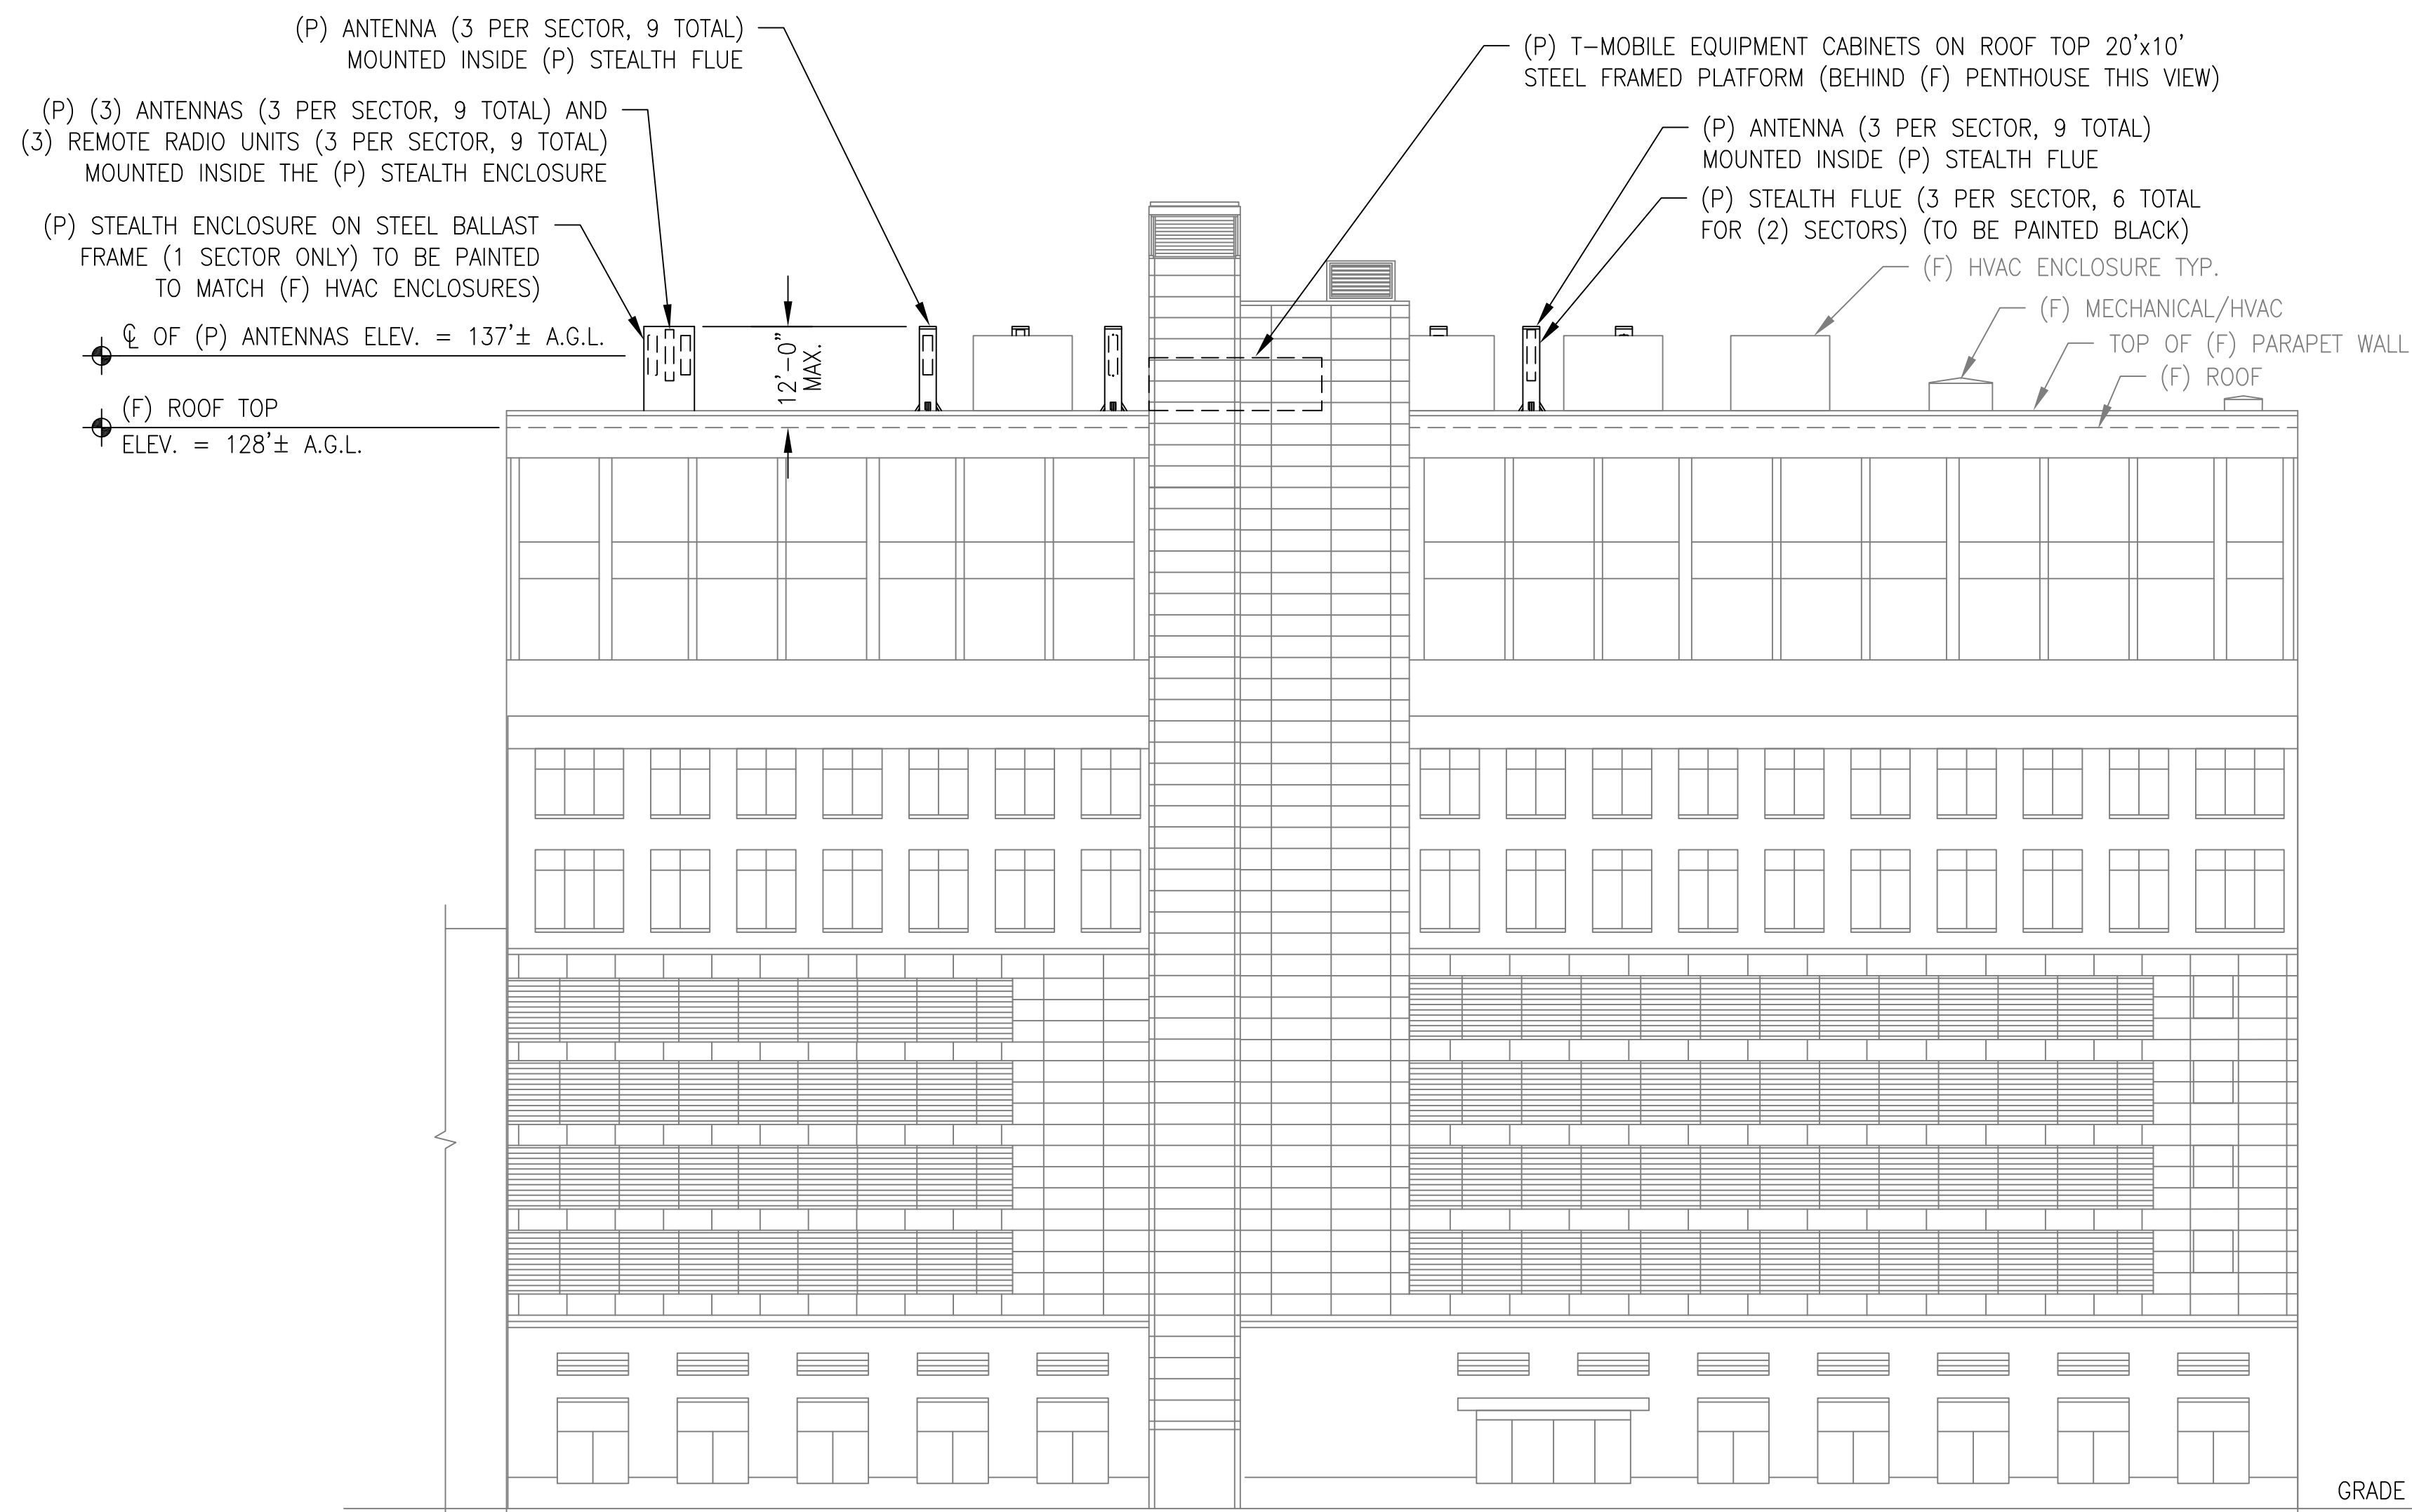 (P) ANTENNA (3 PER SECTOR, 9 TOTAL)
MOUNTED INSIDE (P) STEALTH FLUE
(P) (3) ANTENNAS (3 PER SECTOR, 9 TOTAL) AND
(3) REMOTE RADIO UNITS (3 PER SECTOR, 9 TOTAL)
MOUNTED INSIDE THE (P) STEALTH ENCLOSURE
(P) STEALTH ENCLOSURE ON STEEL BALLAST
FRAME (1 SECTOR ONLY) TO BE PAINTED
TO MATCH (F) HVAC ENCLOSURES)
℄ OF (P) ANTENNAS ELEV. = 137'± A.G.L.
(F) ROOF TOP
ELEV. = 128'± A.G.L.
12'-0"
MAX.
(P) T-MOBILE EQUIPMENT CABINETS ON ROOF TOP 20'x10'
STEEL FRAMED PLATFORM (BEHIND (F) PENTHOUSE THIS VIEW)
(P) ANTENNA (3 PER SECTOR, 9 TOTAL)
MOUNTED INSIDE (P) STEALTH FLUE
(P) STEALTH FLUE (3 PER SECTOR, 6 TOTAL
FOR (2) SECTORS) (TO BE PAINTED BLACK)
(F) HVAC ENCLOSURE TYP.
(F) MECHANICAL/HVAC
TOP OF (F) PARAPET WALL
(F) ROOF
GRADE